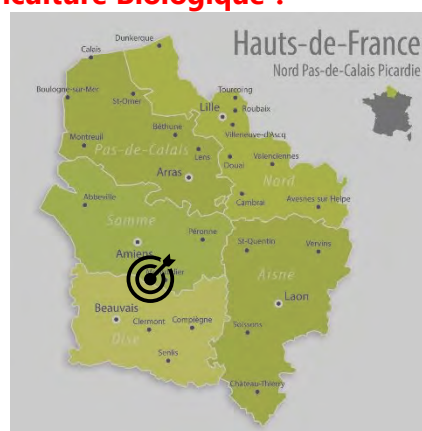 Hauts-de-France
Nord Pas-de-Calais Picardie
Dunkerque
Calais
Boulogne-sur-Mer
St-Omer
Tourcoing
Lille
Roubaix
Villeneuve-d'Ascq
Béthune
Montreuil
Pas-de-Calais
Lens
Douai
Valenciennes
Arras
Nord
Cambrai
Avesnes sur Helpe
Abbeville
Somme
Péronne
St-Quentin
Vervins
Amiens
Aisne
Laon
Beauvais
Clermont
Compiègne
Oise
Soissons
Senlis
Château-Thierry